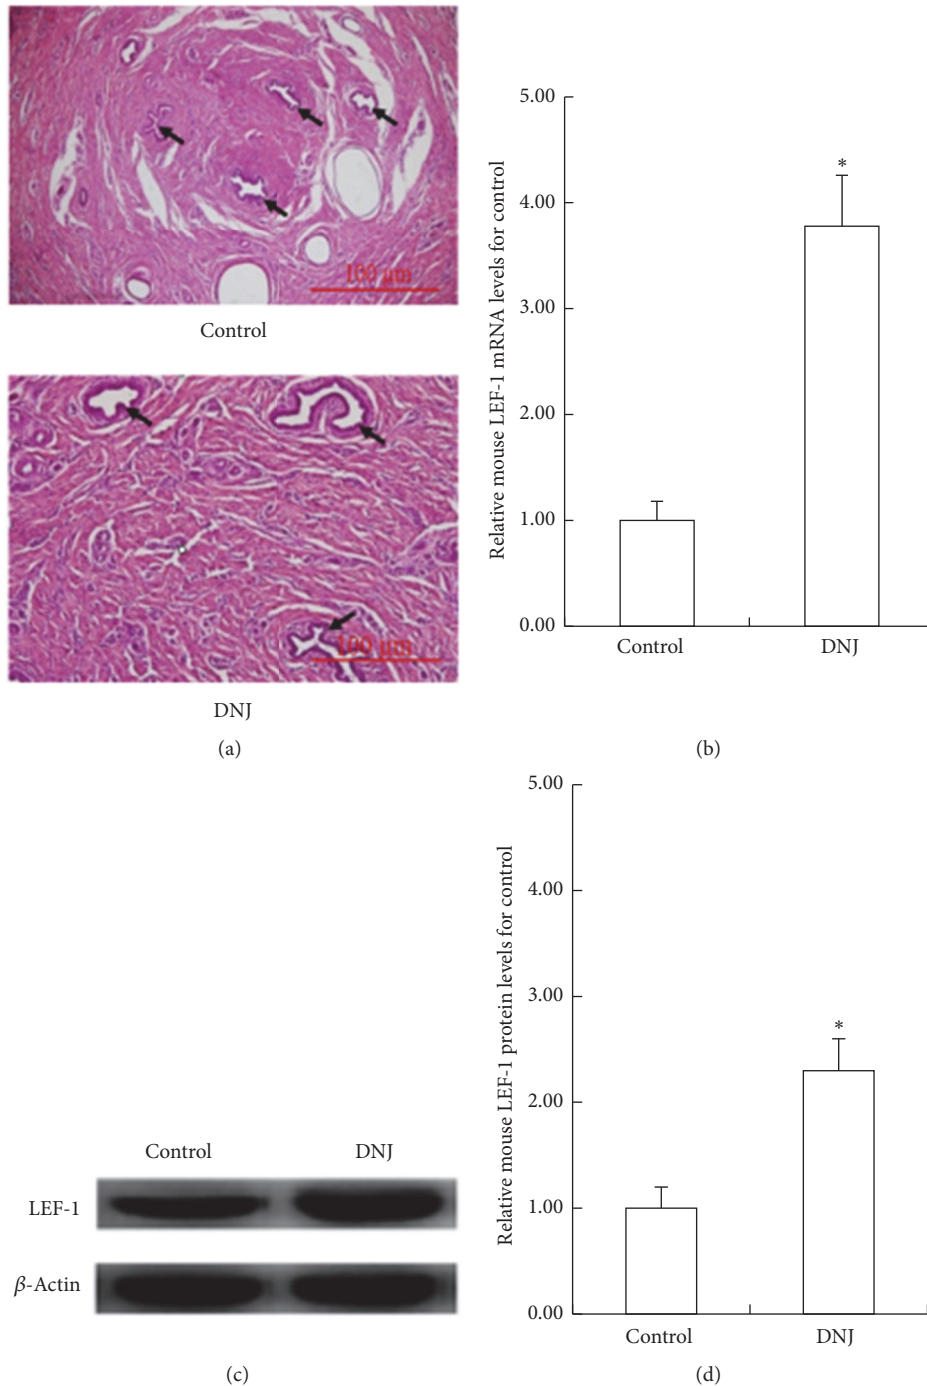 100 μm
Control
100 μm
DNJ
(a)
Relative mouse LEF-1 mRNA levels for control
5.00
4.00
3.00
2.00
1.00
0.00
*
Control
DNJ
(b)
Control
DNJ
LEF-1
β-Actin
(c)
Relative mouse LEF-1 protein levels for control
5.00
4.00
3.00
2.00
1.00
0.00
*
Control
DNJ
(d)